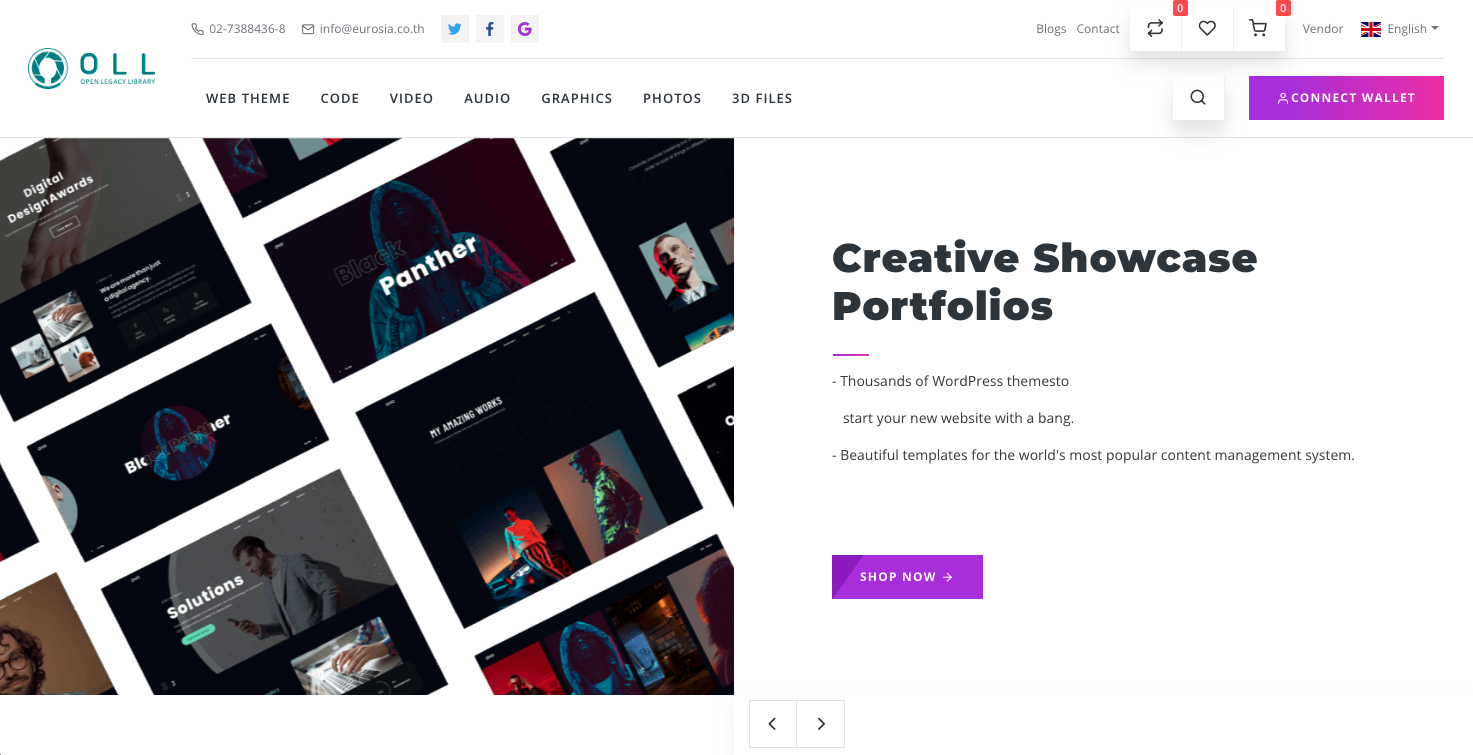 02-7388436-8 info@eurosia.co.th
Blogs Contact 0 0 Vendor English
OLL
OPEN LEGACY LIBRARY
WEB THEME CODE VIDEO AUDIO GRAPHICS PHOTOS 3D FILES
CONNECT WALLET
Digital
Design Awards
We are more than just
a digital agency.
Black
Panther
Black Panther
MY AMAZING WORKS
Works
Solutions
Creative Showcase
Portfolios
- Thousands of WordPress themesto
start your new website with a bang.
- Beautiful templates for the world's most popular content management system.
SHOP NOW →